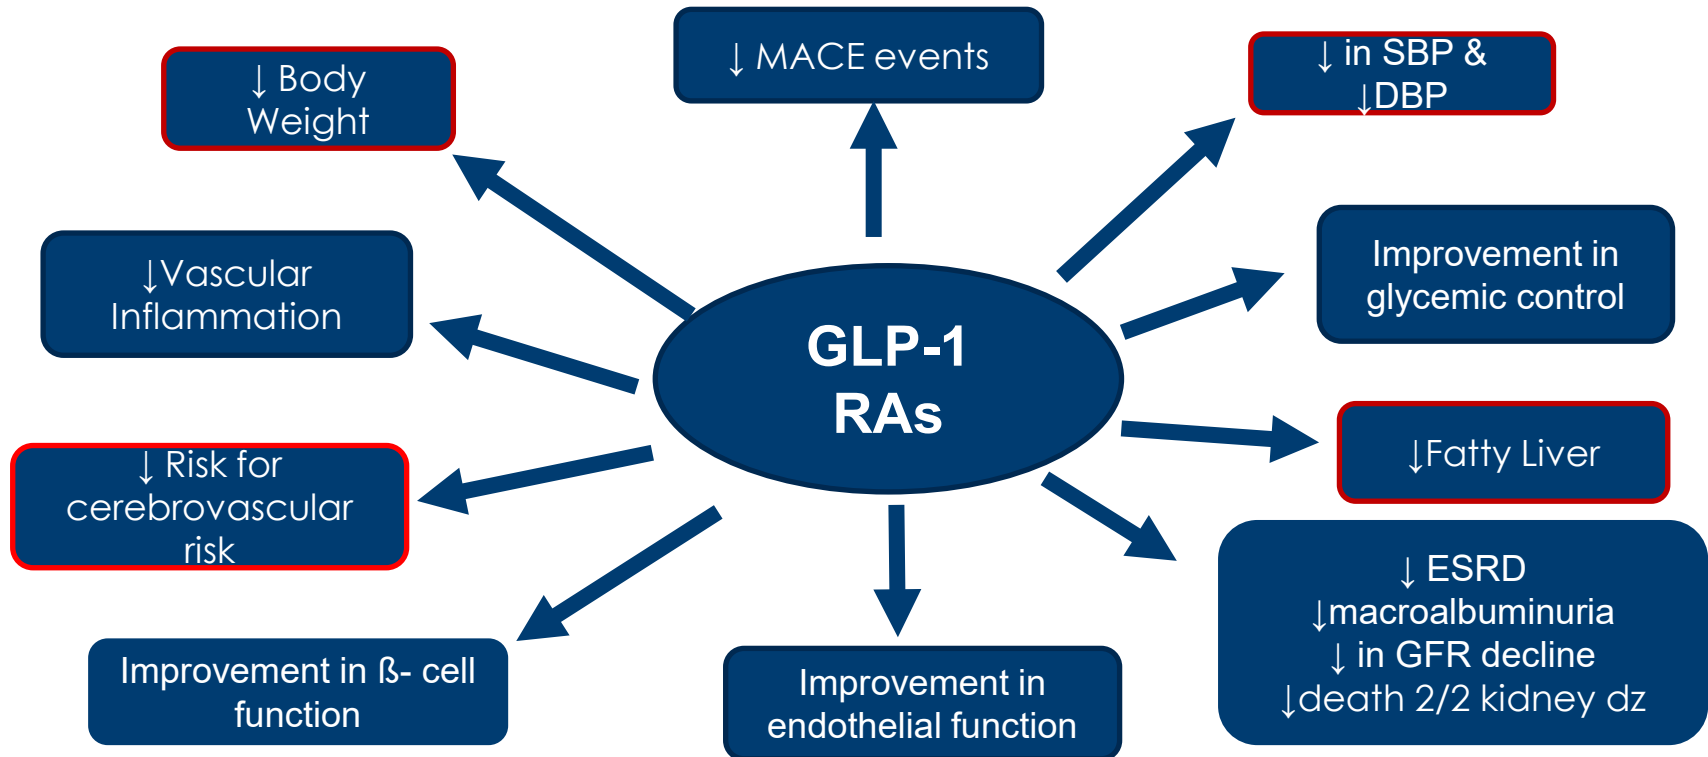 ↓ MACE events
↓ in SBP &
↓DBP
↓ Body
Weight
Improvement in
glycemic control
↓Vascular
Inflammation
GLP-1
RAs
↓Fatty Liver
↓ Risk for
cerebrovascular
risk
↓ ESRD
↓macroalbuminuria
↓ in GFR decline
↓death 2/2 kidney dz
Improvement in ß- cell
function
Improvement in
endothelial function